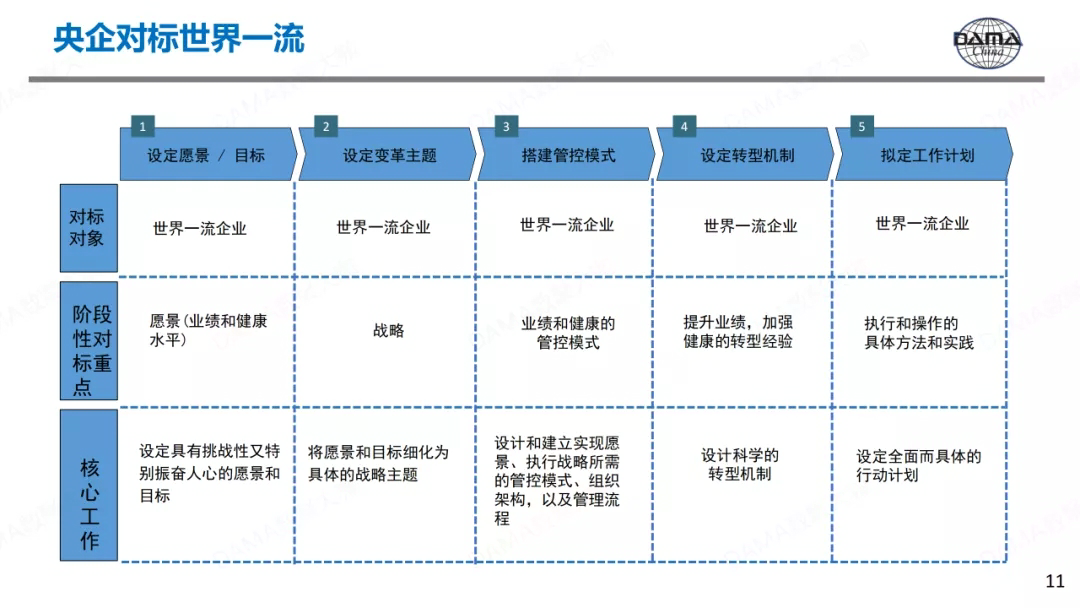 央企对标世界一流
DAMA
China
1
2
3
4
5
设定愿景 / 目标
设定变革主题
搭建管控模式
设定转型机制
拟定工作计划
对标
对象
世界一流企业
世界一流企业
世界一流企业
世界一流企业
世界一流企业
阶段
性对
标重
点
愿景(业绩和健康
水平)
战略
业绩和健康的
管控模式
提升业绩，加强
健康的转型经验
执行和操作的
具体方法和实践
核
心
工
作
设定具有挑战性又特
别振奋人心的愿景和
目标
将愿景和目标细化为
具体的战略主题
设计和建立实现愿
景、执行战略所需
的管控模式、组织
架构，以及管理流
程
设计科学的
转型机制
设定全面而具体的
行动计划
11